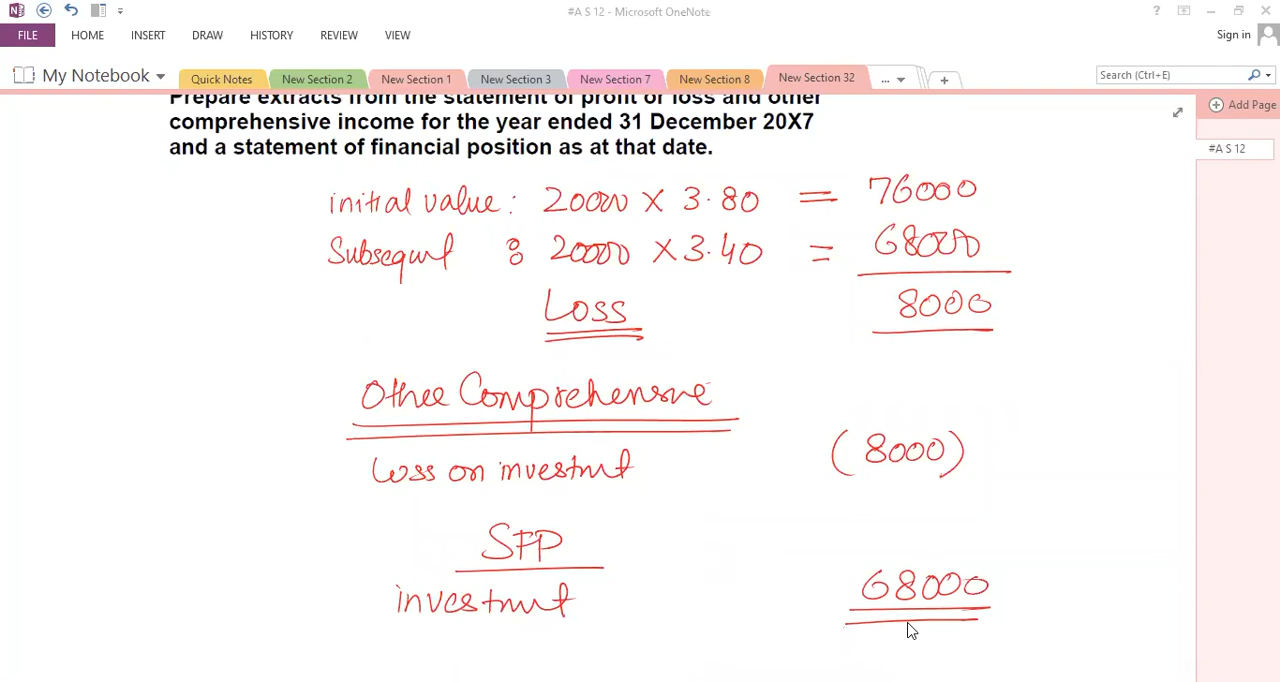 #A S 12 - Microsoft OneNote
?
FILE HOME INSERT DRAW HISTORY REVIEW VIEW
Sign in
My Notebook
Quick Notes New Section 2 New Section 1 New Section 3 New Section 7 New Section 8 New Section 32 ...
Search (Ctrl+E)
Add Page
#A S 12
Prepare extracts from the statement of profit or loss and other
comprehensive income for the year ended 31 December 20X7
and a statement of financial position as at that date.
initial value : 20000 X 3.80 = 76000
Subsequt : 20000 X 3.40 = 68000
Loss 8000
Other Comprehensive
Loss on investmt (8000)
SFP
investmt 68000